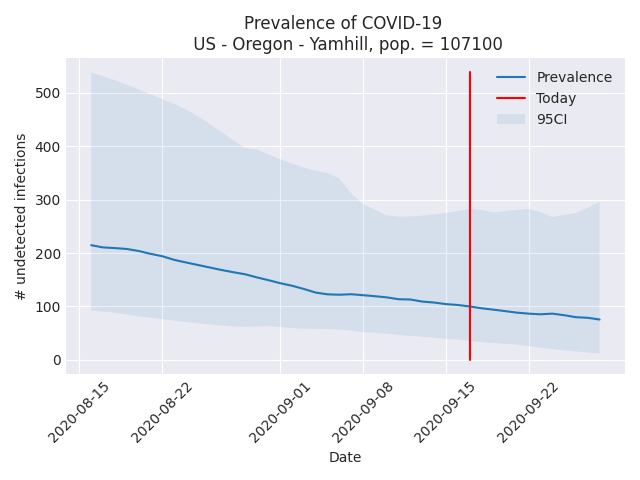 Prevalence of COVID-19
US - Oregon - Yamhill, pop. = 107100
Prevalence
Today
95CI
# undetected infections
500
400
300
200
100
0
2020-08-15
2020-08-22
2020-09-01
2020-09-08
2020-09-15
2020-09-22
Date